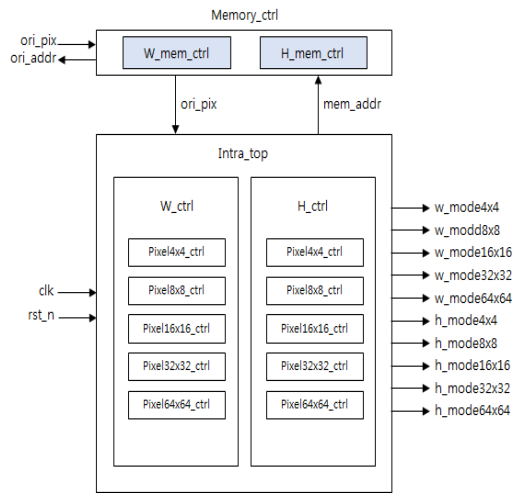 Memory_ctrl
ori_pix
ori_addr
W_mem_ctrl
H_mem_ctrl
ori_pix
mem_addr
Intra_top
W_ctrl
H_ctrl
Pixel4x4_ctrl
Pixel8x8_ctrl
Pixel16x16_ctrl
Pixel32x32_ctrl
Pixel64x64_ctrl
Pixel4x4_ctrl
Pixel8x8_ctrl
Pixel16x16_ctrl
Pixel32x32_ctrl
Pixel64x64_ctrl
clk
rst_n
w_mode4x4
w_modd8x8
w_mode16x16
w_mode32x32
w_mode64x64
h_mode4x4
h_mode8x8
h_mode16x16
h_mode32x32
h_mode64x64